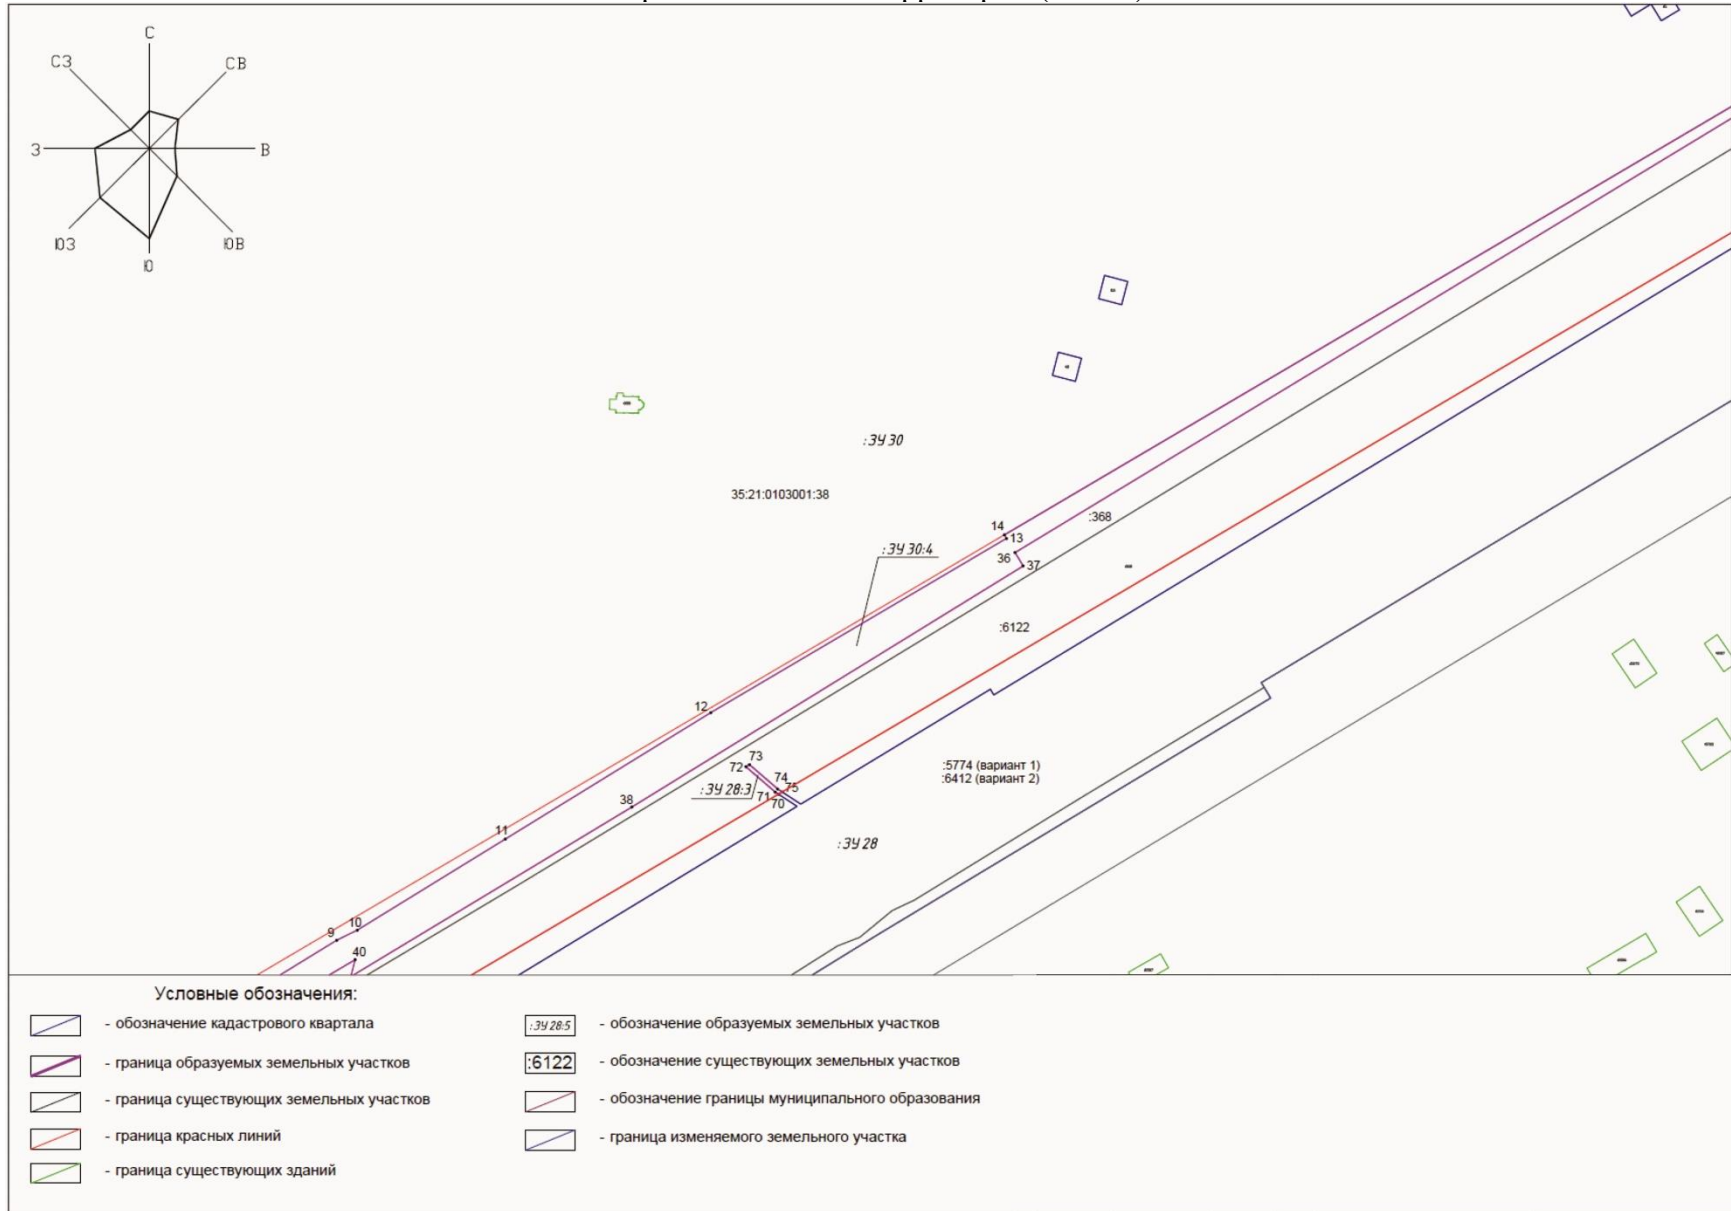 С
СЗ
СВ
З
В
ЮЗ
ЮВ
Ю
:ЗУ 30
35:21:0103001:38
:368
14
13
:ЗУ 30:4
36
37
:6122
12
73
72
74
:5774 (вариант 1)
75
:6412 (вариант 2)
:ЗУ 28:3
71
70
38
11
:ЗУ 28
10
9
40
Условные обозначения:
- обозначение кадастрового квартала
- граница образуемых земельных участков
- граница существующих земельных участков
- граница красных линий
- граница существующих зданий
:ЗУ 28:5
- обозначение образуемых земельных участков
:6122
- обозначение существующих земельных участков
- обозначение границы муниципального образования
- граница изменяемого земельного участка